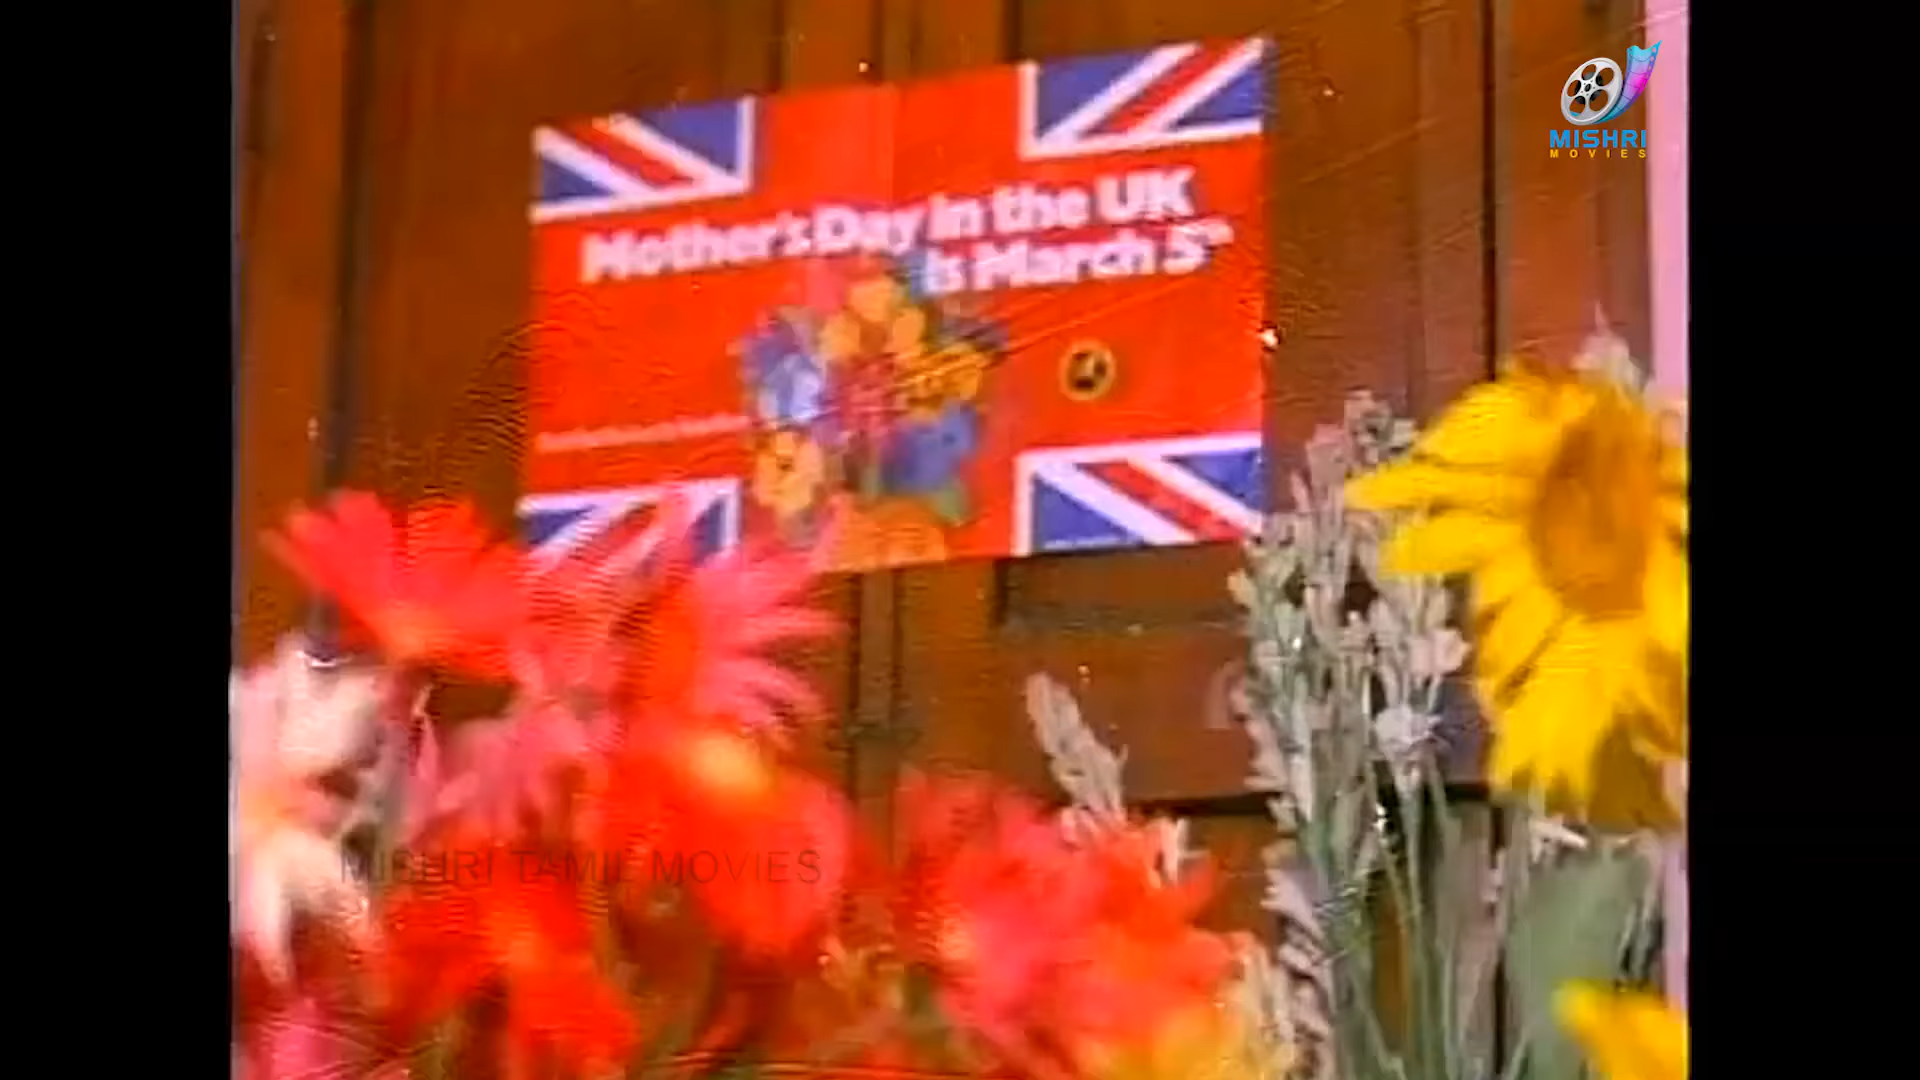 MISHRI
MOVIES
Mother's Day in the UK
is March 5th
MISHRI TAMIL MOVIES